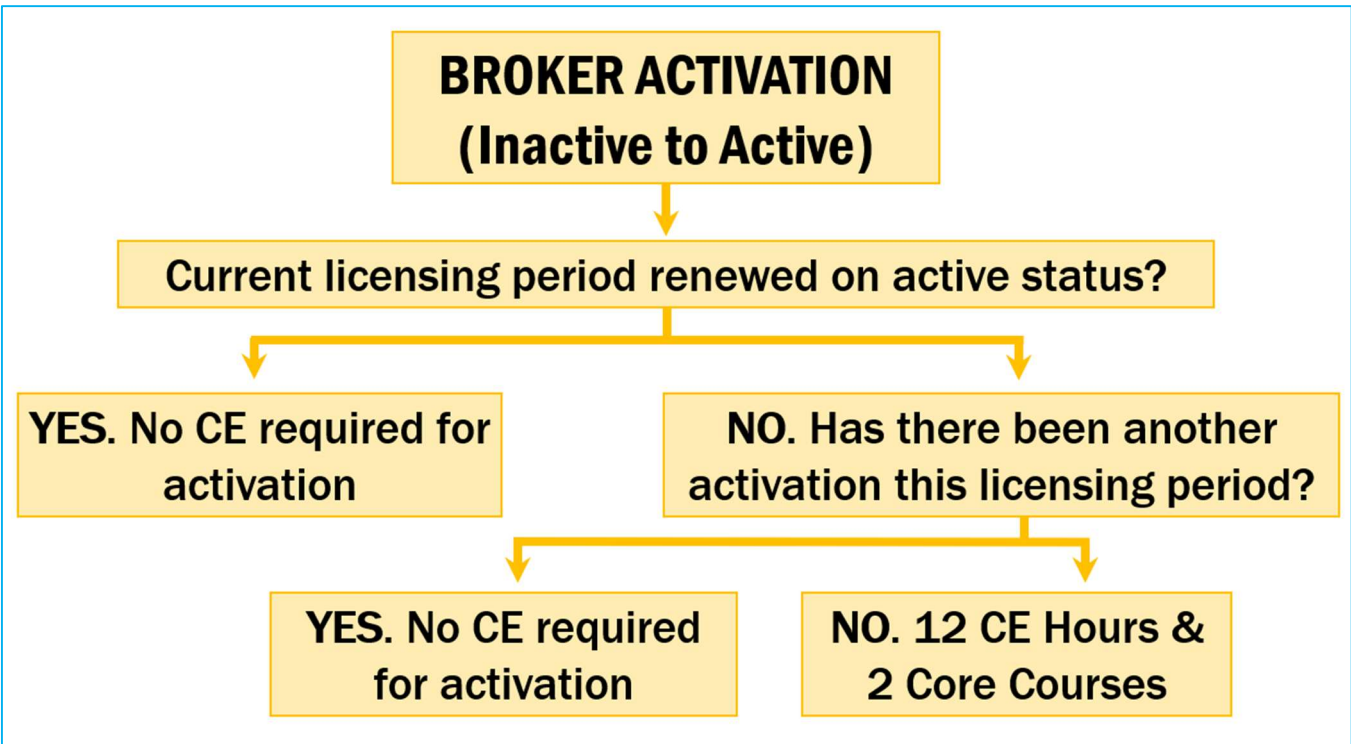 BROKER ACTIVATION
(Inactive to Active)
Current licensing period renewed on active status?
YES. No CE required for
activation
NO. Has there been another
activation this licensing period?
YES. No CE required
for activation
NO. 12 CE Hours &
2 Core Courses